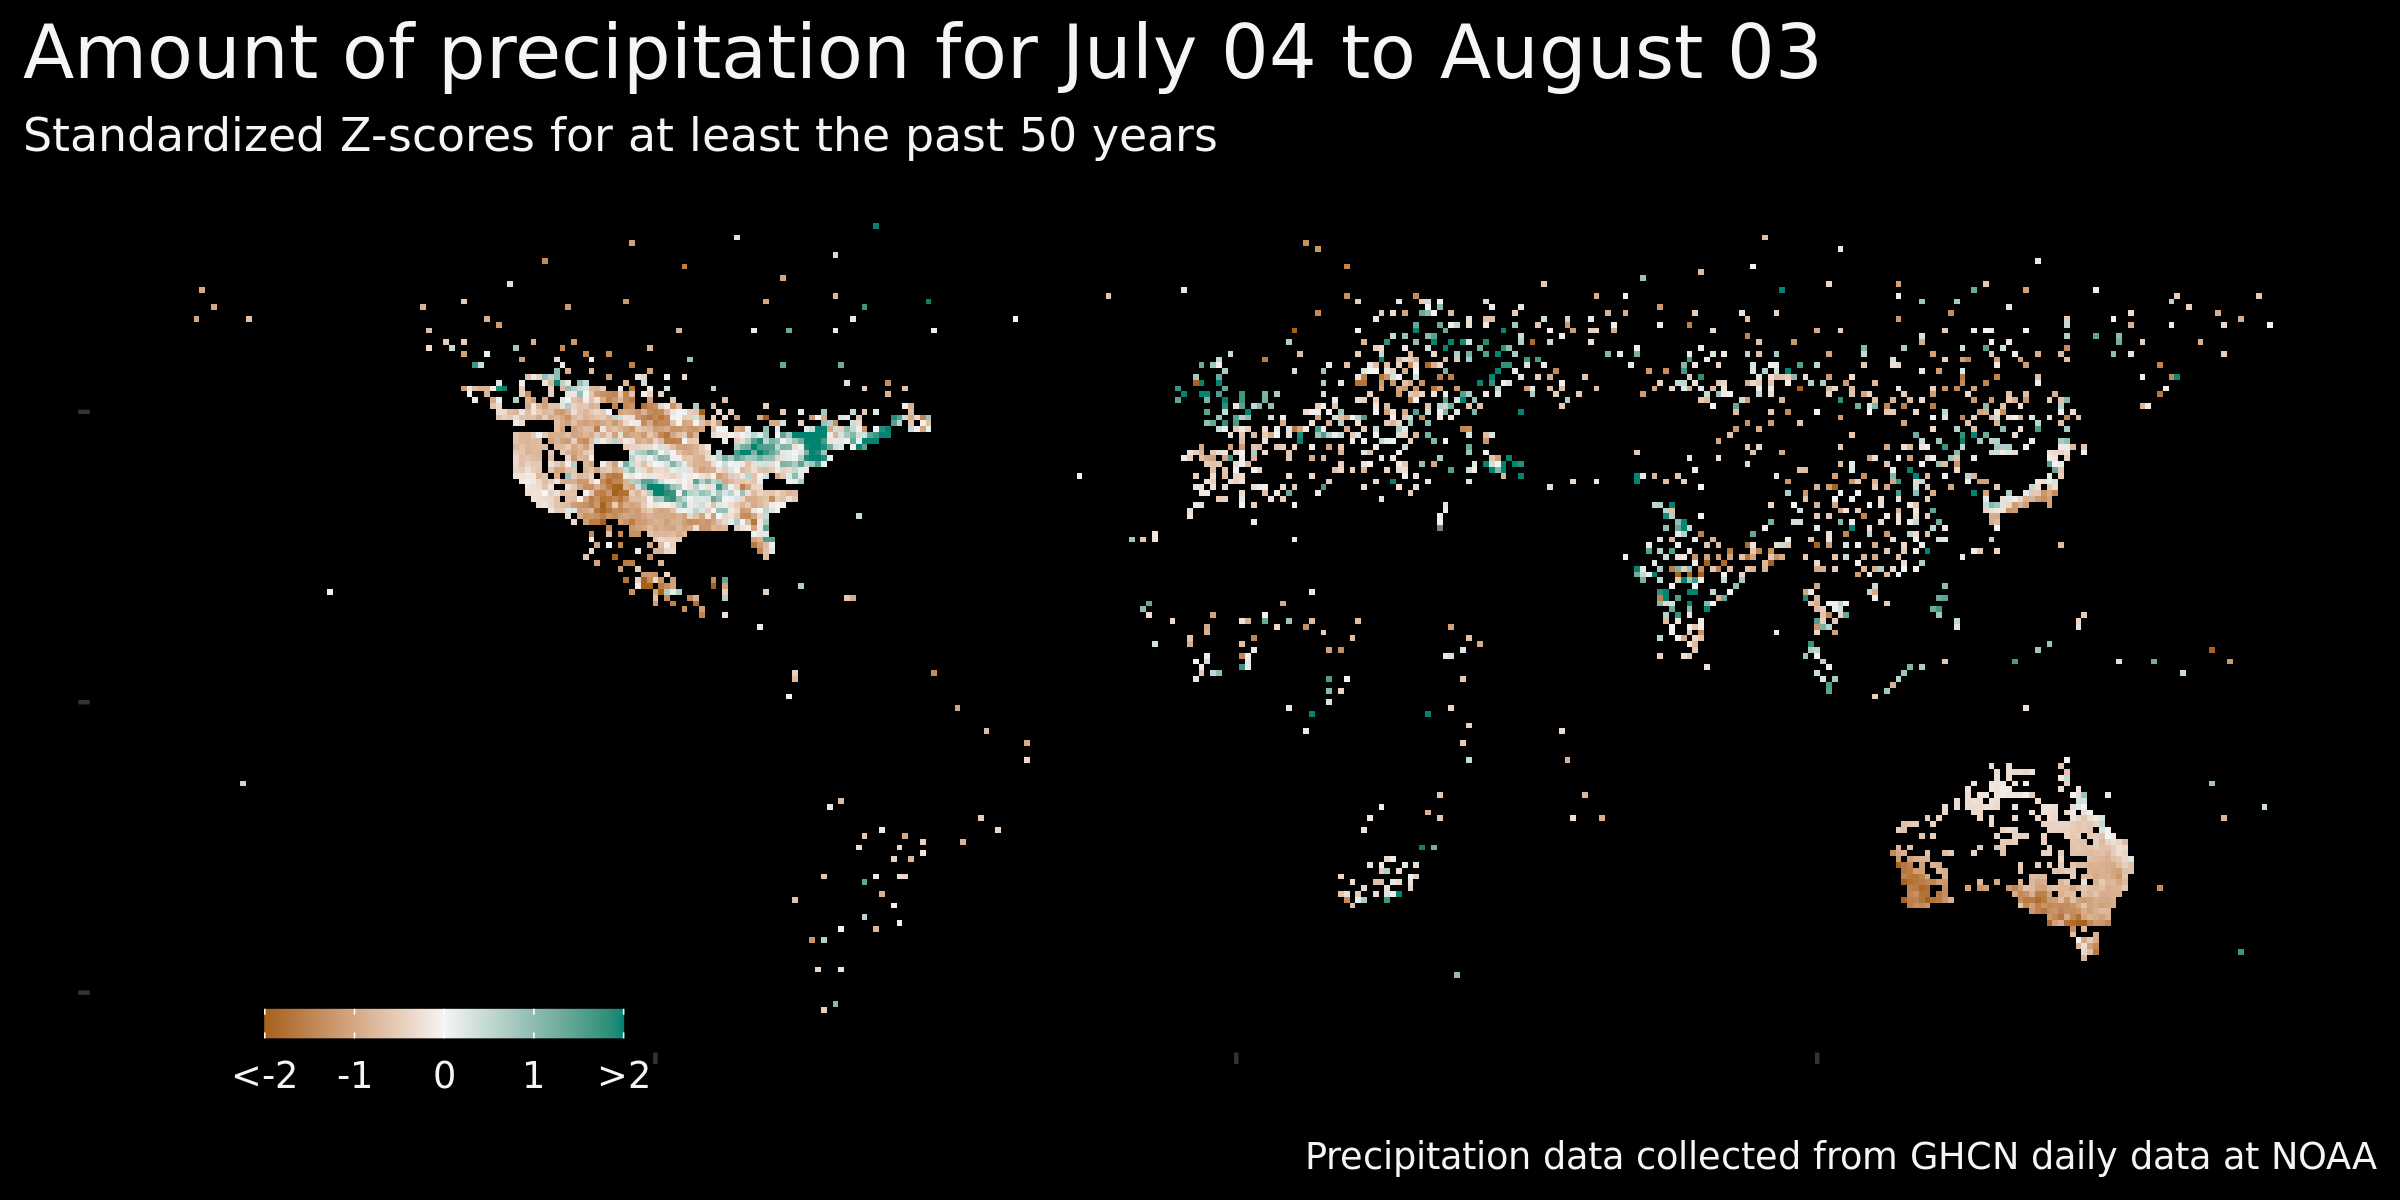 Amount of precipitation for July 04 to August 03
Standardized Z-scores for at least the past 50 years
<-2 -1 0 1 >2
Precipitation data collected from GHCN daily data at NOAA